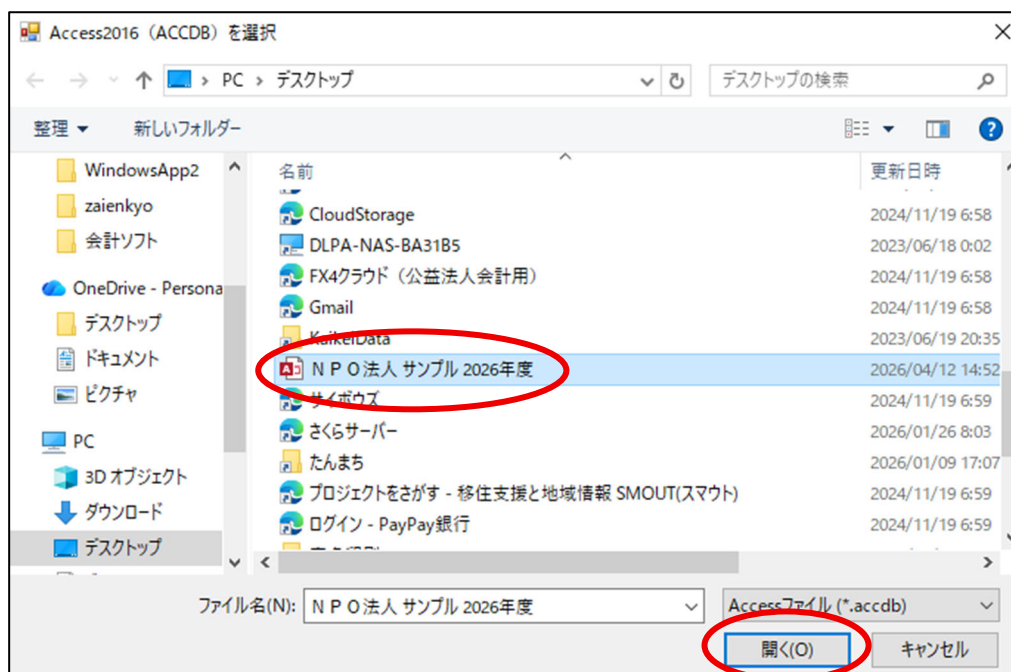 Access2016（ACCDB）を選択
PC › デスクトップ
デスクトップの検索
整理
新しいフォルダー
WindowsApp2
zaienkyo
会計ソフト
OneDrive - Persona
デスクトップ
ドキュメント
ピクチャ
PC
3D オブジェクト
ダウンロード
デスクトップ
名前 更新日時
CloudStorage 2024/11/19 6:58
DLPA-NAS-BA31B5 2023/06/18 0:02
FX4クラウド（公益法人会計用） 2024/11/19 6:58
Gmail 2024/11/19 6:58
KaikeiData 2023/06/19 20:35
ＮＰＯ法人 サンプル 2026年度 2026/04/12 14:52
サイボウズ 2024/11/19 6:59
さくらサーバー 2026/01/26 8:03
たんまち 2026/01/09 17:07
プロジェクトをさがす - 移住支援と地域情報 SMOUT(スマウト) 2024/11/19 6:59
ログイン - PayPay銀行 2024/11/19 6:59
ファイル名(N): ＮＰＯ法人 サンプル 2026年度
Accessファイル (*.accdb)
開く(O)
キャンセル